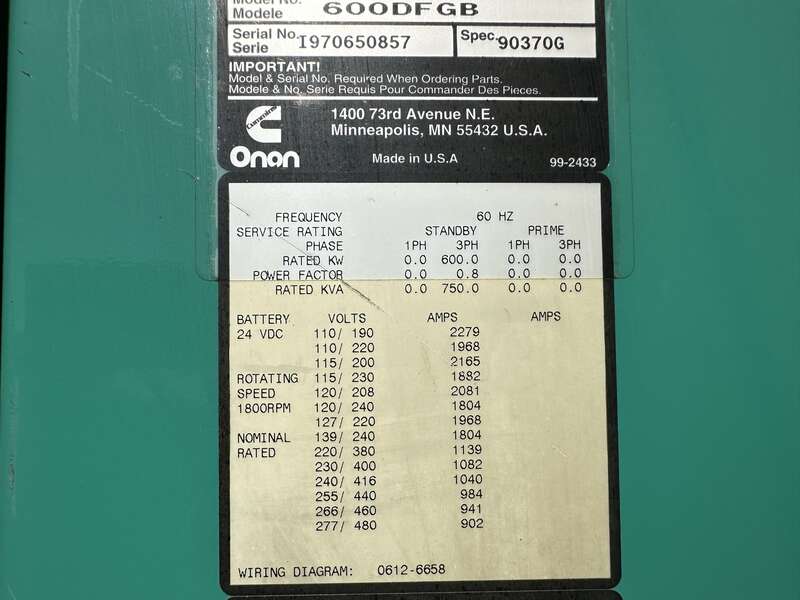 Model No.
Modele 600DFGB
Serial No.
Serie I970650857 Spec. 90370G
IMPORTANT!
Model & Serial No. Required When Ordering Parts.
Modele & No. Serie Requis Pour Commander Des Pieces.
Cummins
Onan
1400 73rd Avenue N.E.
Minneapolis, MN 55432 U.S.A.
Made in U.S.A
99-2433
FREQUENCY 60 HZ
SERVICE RATING STANDBY PRIME
PHASE 1PH 3PH 1PH 3PH
RATED KW 0.0 600.0 0.0 0.0
POWER FACTOR 0.0 0.8 0.0 0.0
RATED KVA 0.0 750.0 0.0 0.0
BATTERY VOLTS AMPS AMPS
24 VDC 110/ 190 2279
110/ 220 1968
115/ 200 2165
ROTATING 115/ 230 1882
SPEED 120/ 208 2081
1800RPM 120/ 240 1804
127/ 220 1968
NOMINAL 139/ 240 1804
RATED 220/ 380 1139
230/ 400 1082
240/ 416 1040
255/ 440 984
266/ 460 941
277/ 480 902
WIRING DIAGRAM: 0612-6658